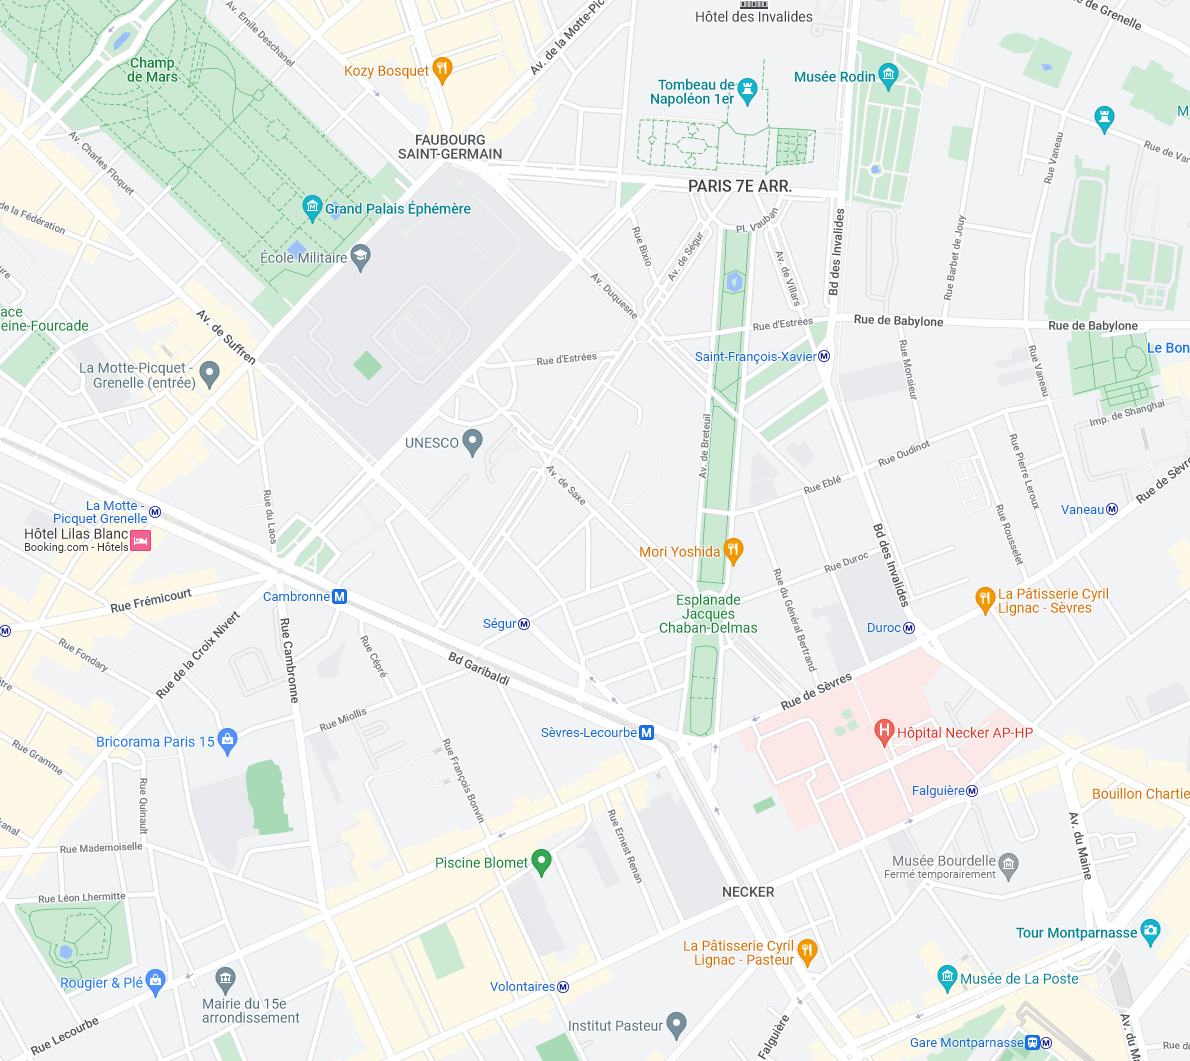 Hôtel des Invalides
de Grenelle
Av. Emile Deschanel
Av. de la Motte-Pic
Champ
de Mars
Kozy Bosquet
Tombeau de
Napoléon 1er
Musée Rodin
M
Rue de Var
Rue Vaneau
FAUBOURG
SAINT-GERMAIN
PARIS 7E ARR.
Av. Charles Floquet
de la Fédération
Grand Palais Éphémère
École Militaire
Rue Bixio
Av. de Ségur
Pl. Vauban
Av. de Villars
Bd des Invalides
Rue Barbet de Jouy
Av. Duquesne
ace
eine-Fourcade
Av. de Suffren
Rue d'Estrées
Rue de Babylone
Rue de Babylone
La Motte-Picquet -
Grenelle (entrée)
Rue d'Estrées
Saint-François-Xavier
Rue Monsieur
Rue Vaneau
Le Bon
Imp. de Shanghai
UNESCO
Av. de Breteuil
Rue Oudinot
Rue Pierre Leroux
Rue de Sèvre
Av. de Saxe
Rue Eblé
La Motte -
Picquet Grenelle
Rue du Laos
Vaneau
Hôtel Lilas Blanc
Booking.com - Hôtels
Bd des Invalides
Rue Rousselet
Mori Yoshida
Rue Duroc
Cambronne
Rue Frémicourt
Rue du Général Bertrand
La Pâtisserie Cyril
Lignac - Sèvres
Esplanade
Jacques
Chaban-Delmas
Ségur
Duroc
Rue de la Croix Nivert
Rue Cambronne
Rue Fondary
Rue Cépré
Bd Garibaldi
Rue de Sèvres
Rue Miollis
Sèvres-Lecourbe
Hôpital Necker AP-HP
Bricorama Paris 15
Rue Gramme
Rue François Bonvin
Rue Quinault
Falguière
Bouillon Chartie
Rue Ernest Renan
Av. du Maine
Rue Mademoiselle
Piscine Blomet
Musée Bourdelle
Fermé temporairement
NECKER
Rue Léon Lhermitte
Tour Montparnasse
La Pâtisserie Cyril
Lignac - Pasteur
Rougier & Plé
Volontaires
Musée de La Poste
Mairie du 15e
arrondissement
Institut Pasteur
Rue Lecourbe
Falguière
Gare Montparnasse
Av. du Ma
Rue du